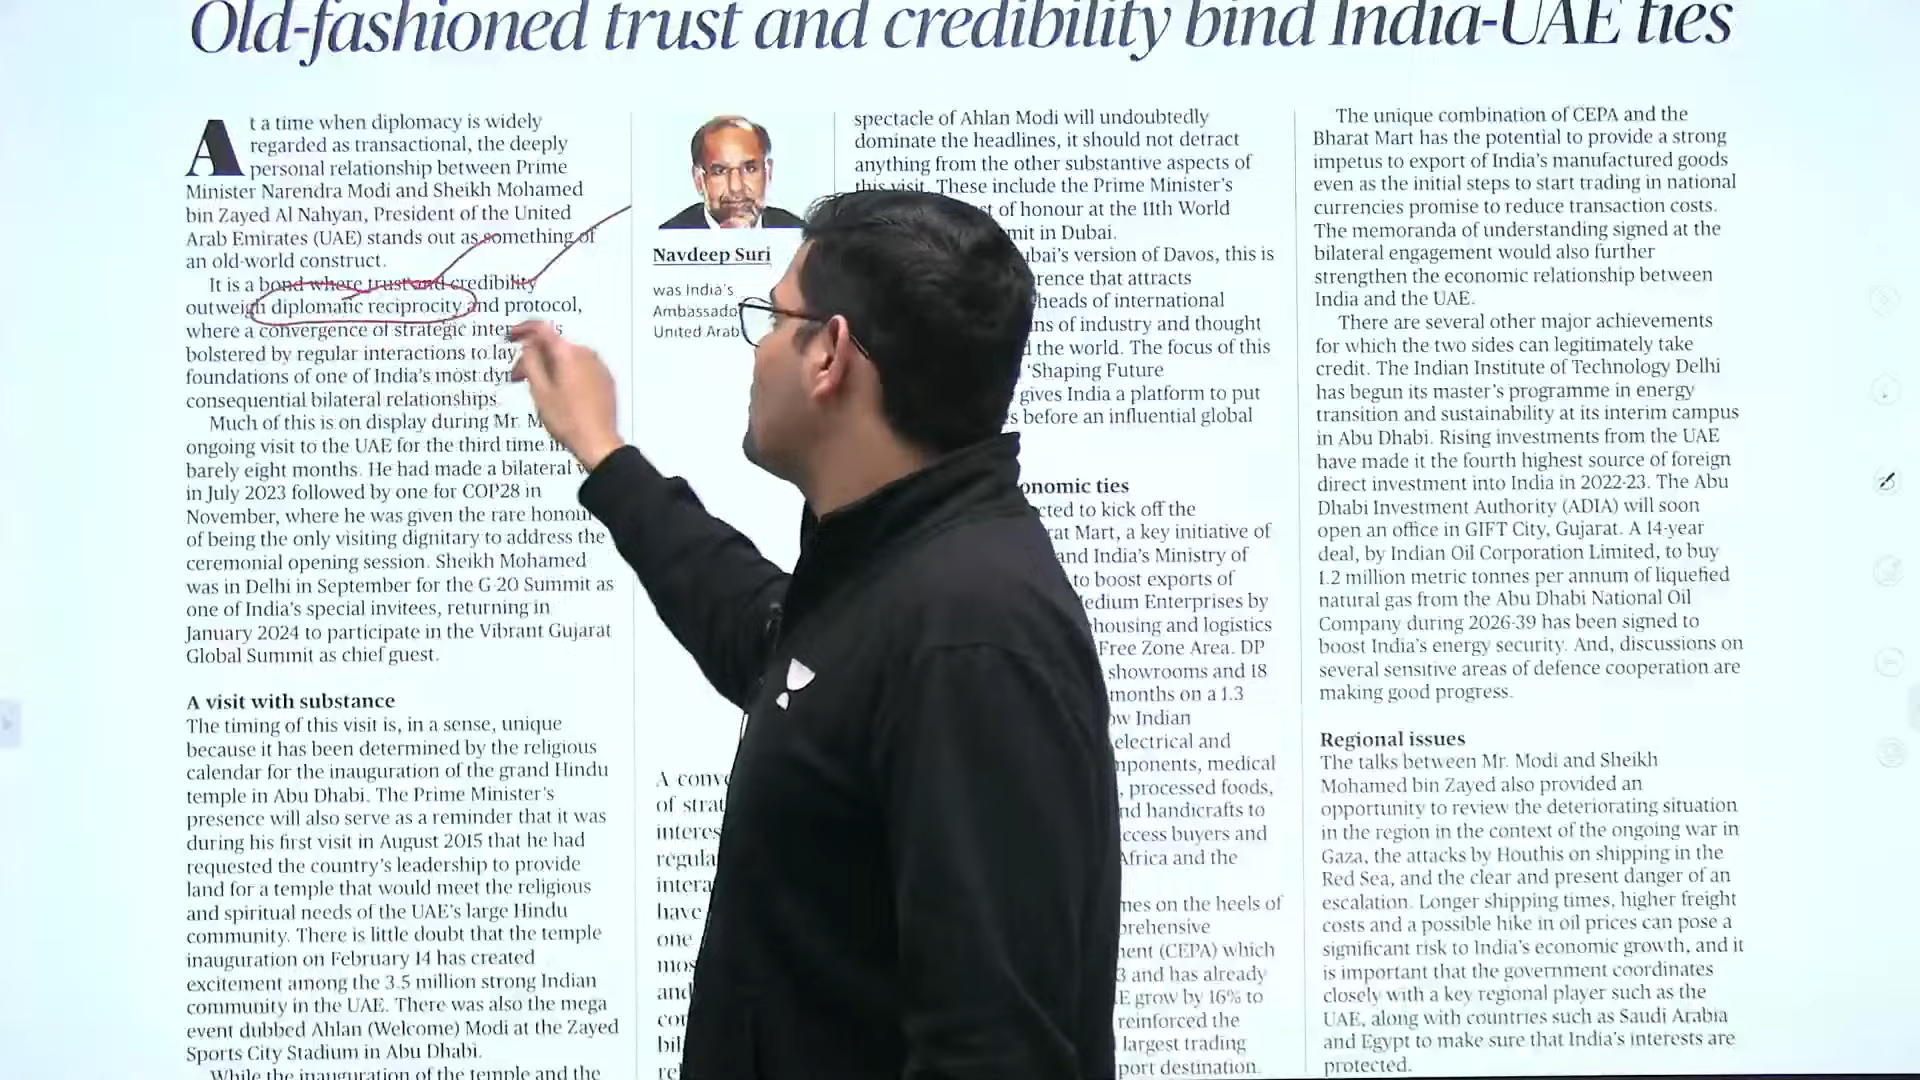 Old-fashioned trust and credibility bind India-UAE ties
At a time when diplomacy is widely
regarded as transactional, the deeply
personal relationship between Prime
Minister Narendra Modi and Sheikh Mohamed
bin Zayed Al Nahyan, President of the United
Arab Emirates (UAE) stands out as something of
an old-world construct.
It is a bond where trust and credibility
outweigh diplomatic reciprocity and protocol,
where a convergence of strategic
bolstered by regular interactions to lay
foundations of one of India's most
consequential bilateral relationships.
Much of this is on display during Mr.
ongoing visit to the UAE for the third time in
barely eight months. He had made a bilateral
in July 2023 followed by one for COP28 in
November, where he was given the rare honour
of being the only visiting dignitary to address the
ceremonial opening session. Sheikh Mohamed
was in Delhi in September for the G-20 Summit as
one of India's special invitees, returning in
January 2024 to participate in the Vibrant Gujarat
Global Summit as chief guest.
A visit with substance
The timing of this visit is, in a sense, unique
because it has been determined by the religious
calendar for the inauguration of the grand Hindu
temple in Abu Dhabi. The Prime Minister's
presence will also serve as a reminder that it was
during his first visit in August 2015 that he had
requested the country's leadership to provide
land for a temple that would meet the religious
and spiritual needs of the UAE's large Hindu
community. There is little doubt that the temple
inauguration on February 14 has created
excitement among the 3.5 million strong Indian
community in the UAE. There was also the mega
event dubbed Ahlan (Welcome) Modi at the Zayed
Sports City Stadium in Abu Dhabi.
While the inauguration of the temple and the
Navdeep Suri
was India's
United Arab
A
of
have
one
and
spectacle of Ahlan Modi will undoubtedly
dominate the headlines, it should not detract
anything from the other substantive aspects of
this visit. These include the Prime Minister's
of honour at the 11th World
in Dubai.
version of Davos, this is
that attracts
heads of international
of industry and thought
the world. The focus of this
'Shaping Future
gives India a platform to put
before an influential global
ties
to kick off the
Mart, a key initiative of
and India's Ministry of
to boost exports of
Enterprises by
and logistics
Free Zone Area. DP
showrooms and 18
months on a 1.3
Indian
electrical and
medical
, processed foods,
handicrafts to
buyers and
Africa and the
on the heels of
(CEPA) which
3 and has already
grow by 16% to
reinforced the
largest trading
destination.
The unique combination of CEPA and the
Bharat Mart has the potential to provide a strong
impetus to export of India's manufactured goods
even as the initial steps to start trading in national
currencies promise to reduce transaction costs.
The memoranda of understanding signed at the
bilateral engagement would also further
strengthen the economic relationship between
India and the UAE.
There are several other major achievements
for which the two sides can legitimately take
credit. The Indian Institute of Technology Delhi
has begun its master's programme in energy
transition and sustainability at its interim campus
in Abu Dhabi. Rising investments from the UAE
have made it the fourth highest source of foreign
direct investment into India in 2022-23. The Abu
Dhabi Investment Authority (ADIA) will soon
open an office in GIFT City, Gujarat. A 14-year
deal, by Indian Oil Corporation Limited, to buy
1.2 million metric tonnes per annum of liquefied
natural gas from the Abu Dhabi National Oil
Company during 2026-39 has been signed to
boost India's energy security. And, discussions on
several sensitive areas of defence cooperation are
making good progress.
Regional issues
The talks between Mr. Modi and Sheikh
Mohamed bin Zayed also provided an
opportunity to review the deteriorating situation
in the region in the context of the ongoing war in
Gaza, the attacks by Houthis on shipping in the
Red Sea, and the clear and present danger of an
escalation. Longer shipping times, higher freight
costs and a possible hike in oil prices can pose a
significant risk to India's economic growth, and it
is important that the government coordinates
closely with a key regional player such as the
UAE, along with countries such as Saudi Arabia
and Egypt to make sure that India's interests are
protected.